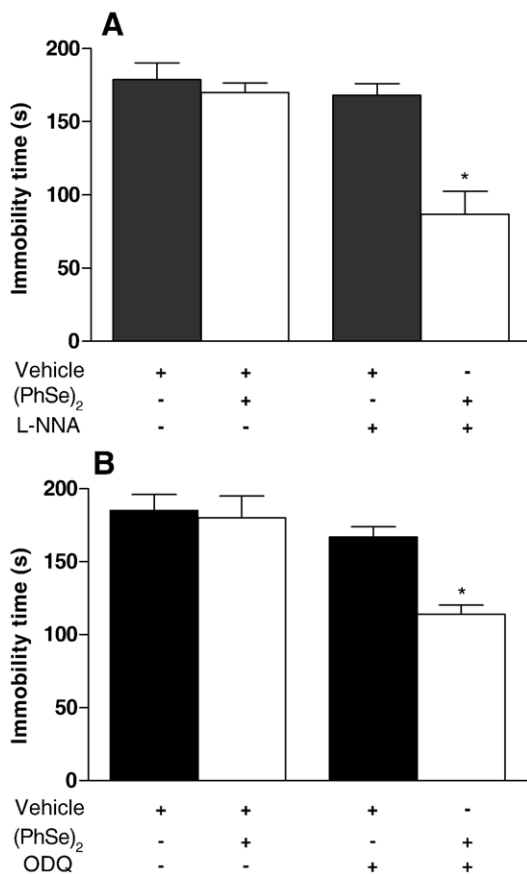 A
200
150
100
50
0
Immobility time (s)
*
Vehicle + + + -
(PhSe)₂ - + - +
L-NNA - - + +
B
200
150
100
50
0
Immobility time (s)
*
Vehicle + + + -
(PhSe)₂ - + - +
ODQ - - + +